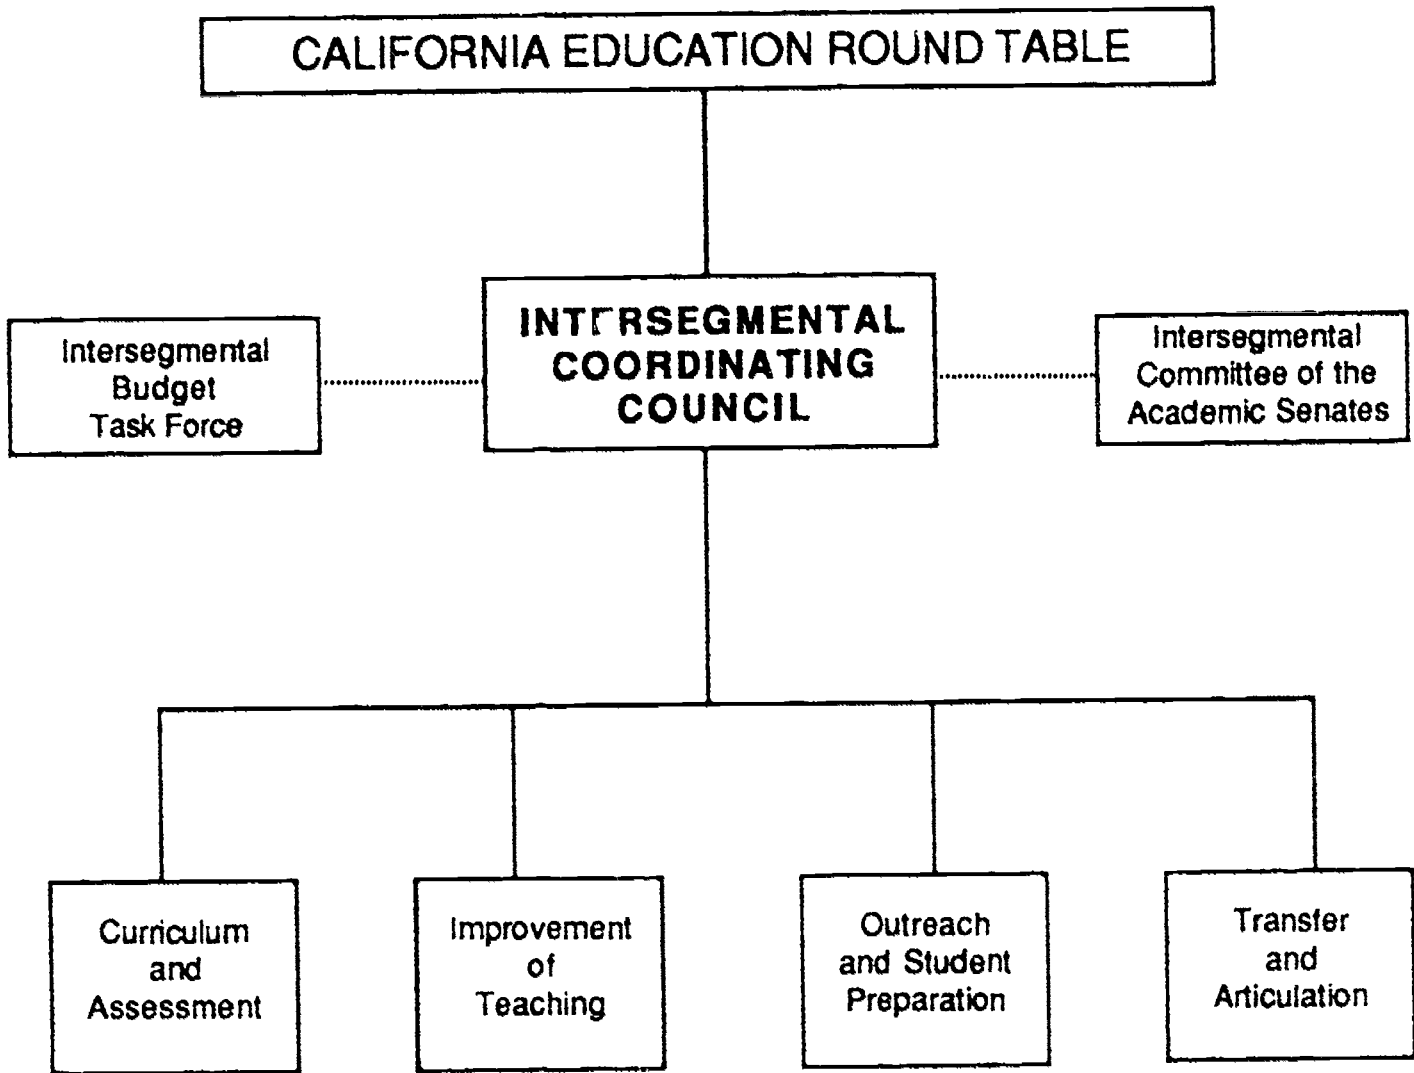 CALIFORNIA EDUCATION ROUND TABLE
Intersegmental
Budget
Task Force
INTERSEGMENTAL
COORDINATING
COUNCIL
Intersegmental
Committee of the
Academic Senates
Curriculum
and
Assessment
Improvement
of
Teaching
Outreach
and Student
Preparation
Transfer
and
Articulation